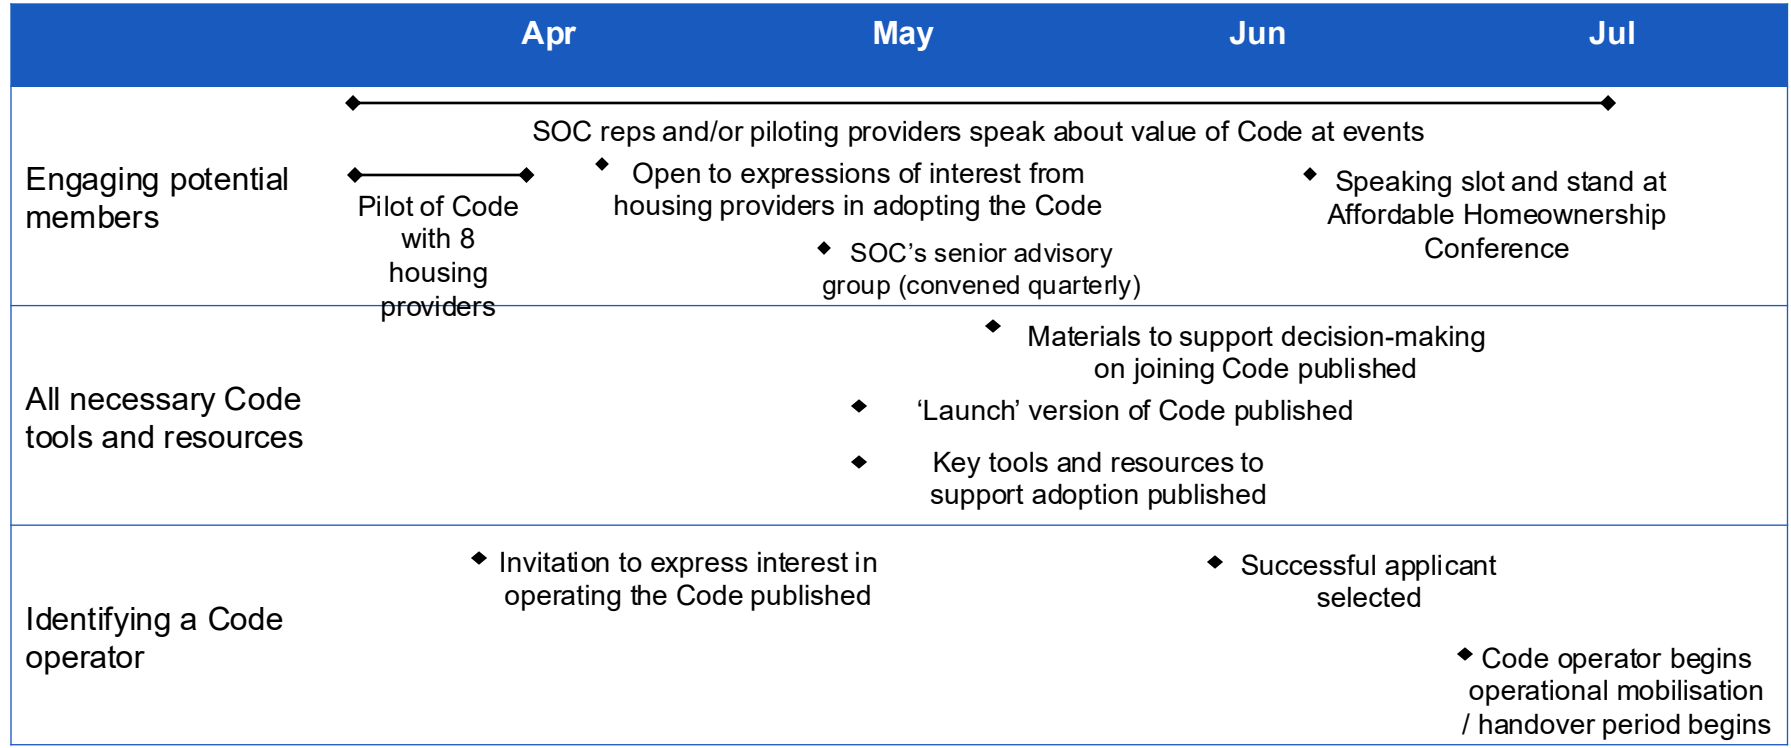 Apr May Jun Jul
Engaging potential
members
SOC reps and/or piloting providers speak about value of Code at events
Pilot of Code
with 8
housing
providers
Open to expressions of interest from
housing providers in adopting the Code
SOC’s senior advisory
group (convened quarterly)
Speaking slot and stand at
Affordable Homeownership
Conference
All necessary Code
tools and resources
Materials to support decision-making
on joining Code published
‘Launch’ version of Code published
Key tools and resources to
support adoption published
Identifying a Code
operator
Invitation to express interest in
operating the Code published
Successful applicant
selected
Code operator begins
operational mobilisation
/ handover period begins